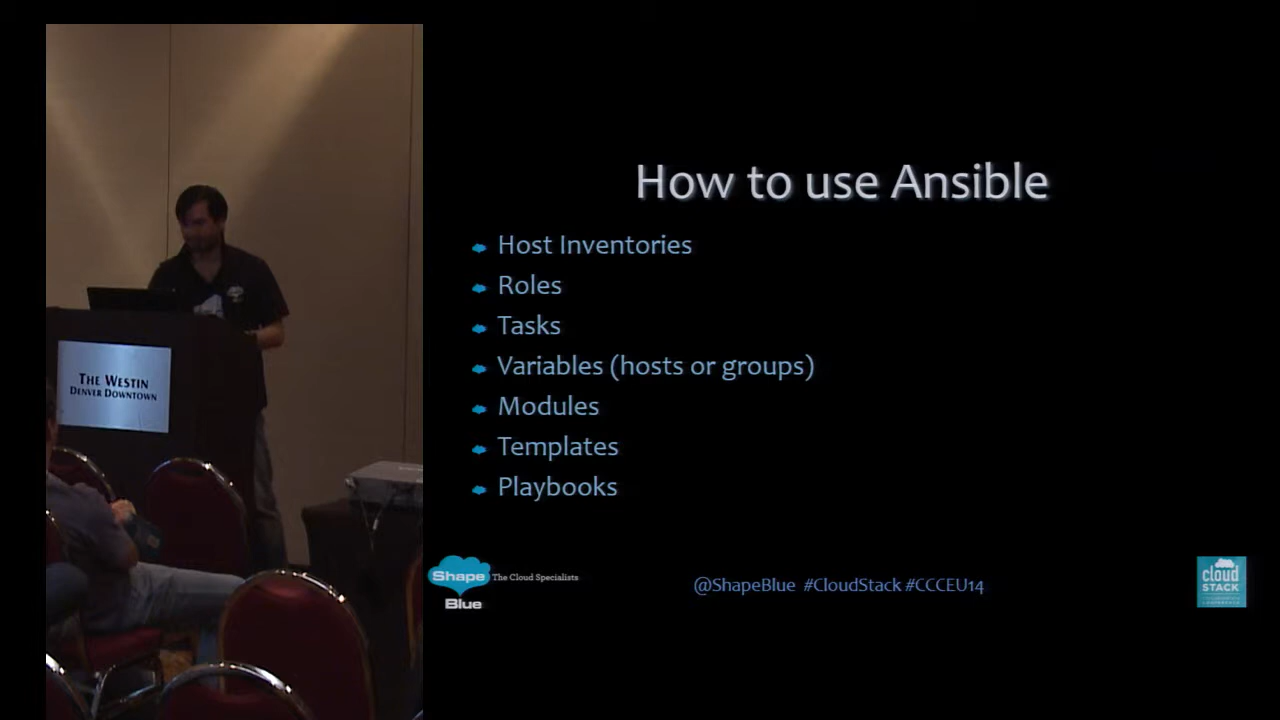 How to use Ansible
Host Inventories
Roles
Tasks
Variables (hosts or groups)
Modules
Templates
Playbooks
THE WESTIN
DENVER DOWNTOWN
Shape
Blue
The Cloud Specialists
@ShapeBlue #CloudStack #CCCEU14
cloud
STACK